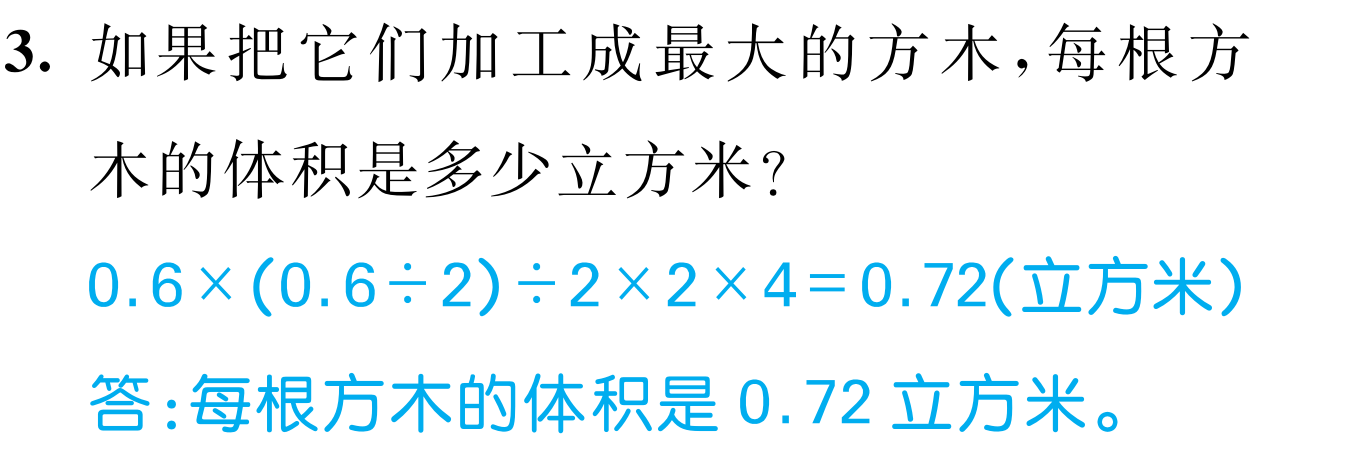 3. 如果把它们加工成最大的方木,每根方
木的体积是多少立方米?
0.6×(0.6÷2)÷2×2×4=0.72(立方米)
答:每根方木的体积是 0.72 立方米。